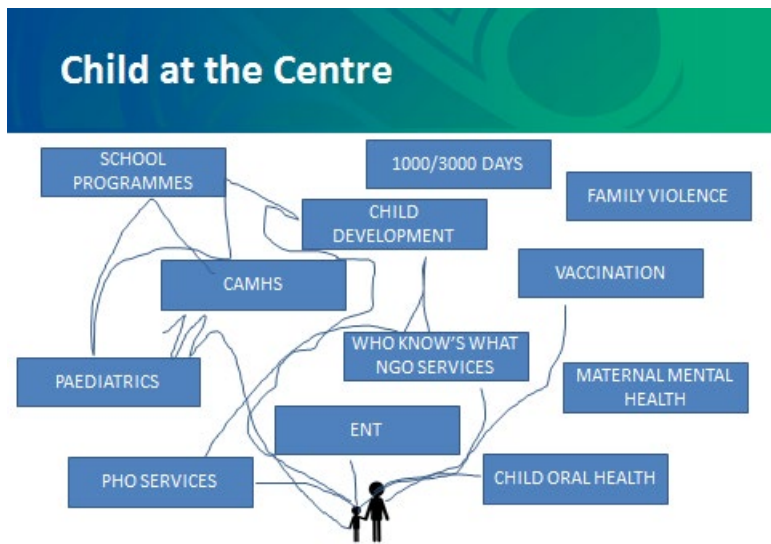 Child at the Centre
SCHOOL
PROGRAMMES
1000/3000 DAYS
FAMILY VIOLENCE
CHILD
DEVELOPMENT
CAMHS
VACCINATION
WHO KNOW'S WHAT
NGO SERVICES
PAEDIATRICS
MATERNAL MENTAL
HEALTH
ENT
PHO SERVICES
CHILD ORAL HEALTH